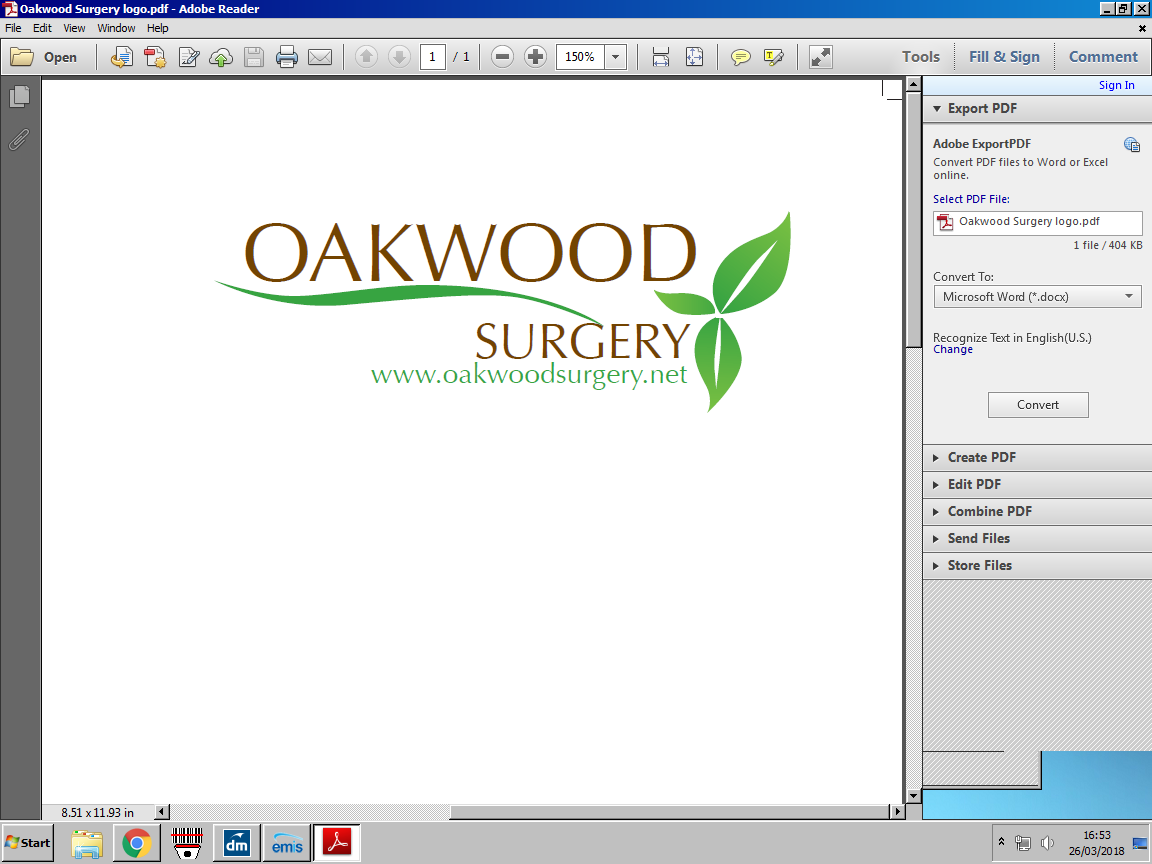 Oakwood Surgery logo.pdf - Adobe Reader
File Edit View Window Help
Open 1 / 1 150% Tools Fill & Sign Comment
Sign In
Export PDF
Adobe ExportPDF
Convert PDF files to Word or Excel
online.
Select PDF File:
Oakwood Surgery logo.pdf
1 file / 404 KB
Convert To:
Microsoft Word (*.docx)
Recognize Text in English(U.S.)
Change
Convert
Create PDF
Edit PDF
Combine PDF
Send Files
Store Files
OAKWOOD
SURGERY
www.oakwoodsurgery.net
8.51 x 11.93 in
Start dm emis 16:53
26/03/2018